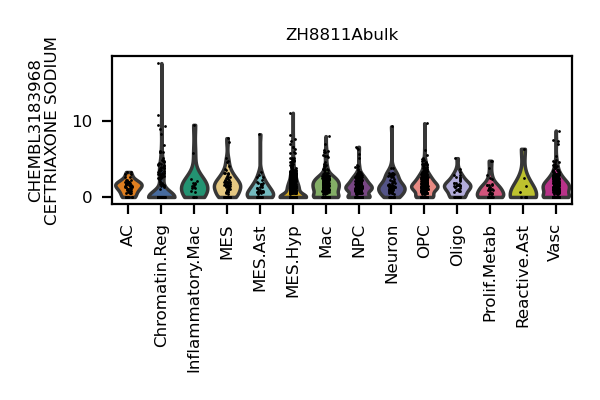 ZH8811Abulk
CHEMBL3183968
CEFTRIAXONE SODIUM
10
0
AC
Chromatin.Reg
Inflammatory.Mac
MES
MES.Ast
MES.Hyp
Mac
NPC
Neuron
OPC
Oligo
Prolif.Metab
Reactive.Ast
Vasc